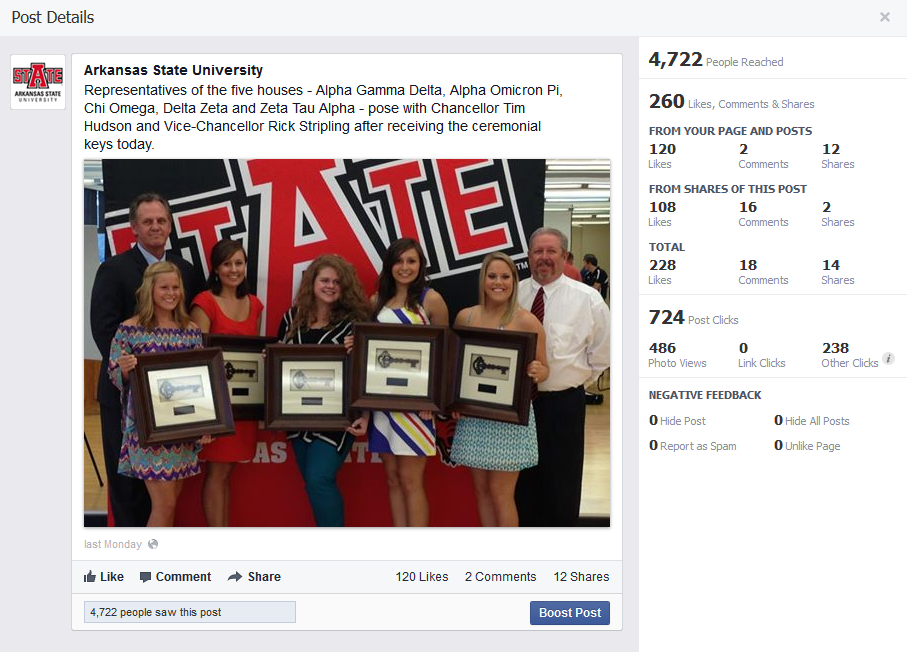 Post Details
STATE
ARKANSAS STATE
UNIVERSITY
Arkansas State University
Representatives of the five houses - Alpha Gamma Delta, Alpha Omicron Pi,
Chi Omega, Delta Zeta and Zeta Tau Alpha - pose with Chancellor Tim
Hudson and Vice-Chancellor Rick Stripling after receiving the ceremonial
keys today.
STATE
TM
AS STATE
last Monday
Like Comment Share 120 Likes 2 Comments 12 Shares
4,722 people saw this post
Boost Post
4,722 People Reached
260 Likes, Comments & Shares
FROM YOUR PAGE AND POSTS
120 2 12
Likes Comments Shares
FROM SHARES OF THIS POST
108 16 2
Likes Comments Shares
TOTAL
228 18 14
Likes Comments Shares
724 Post Clicks
486 0 238
Photo Views Link Clicks Other Clicks i
NEGATIVE FEEDBACK
0 Hide Post 0 Hide All Posts
0 Report as Spam 0 Unlike Page